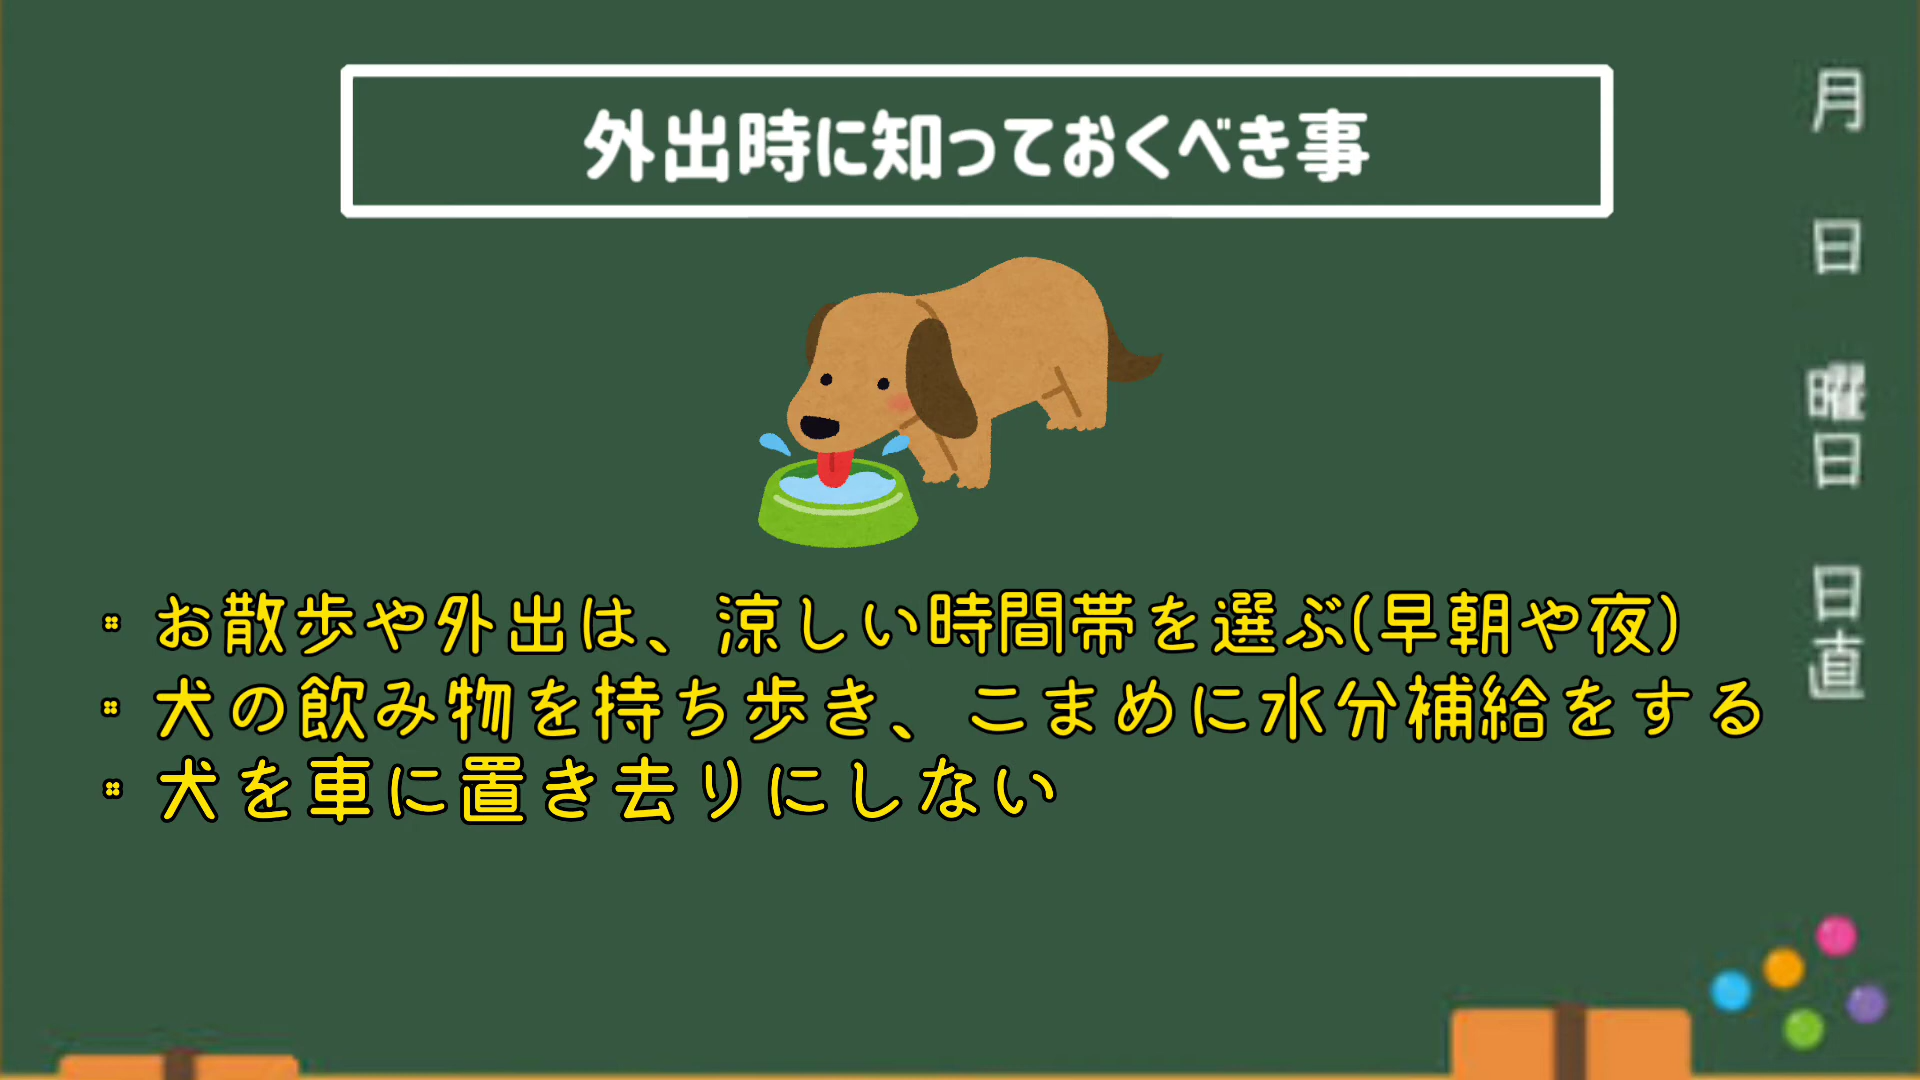 外出時に知っておくべき事
お散歩や外出は、涼しい時間帯を選ぶ(早朝や夜)
犬の飲み物を持ち歩き、こまめに水分補給をする
犬を車に置き去りにしない
月 日 曜日 日直